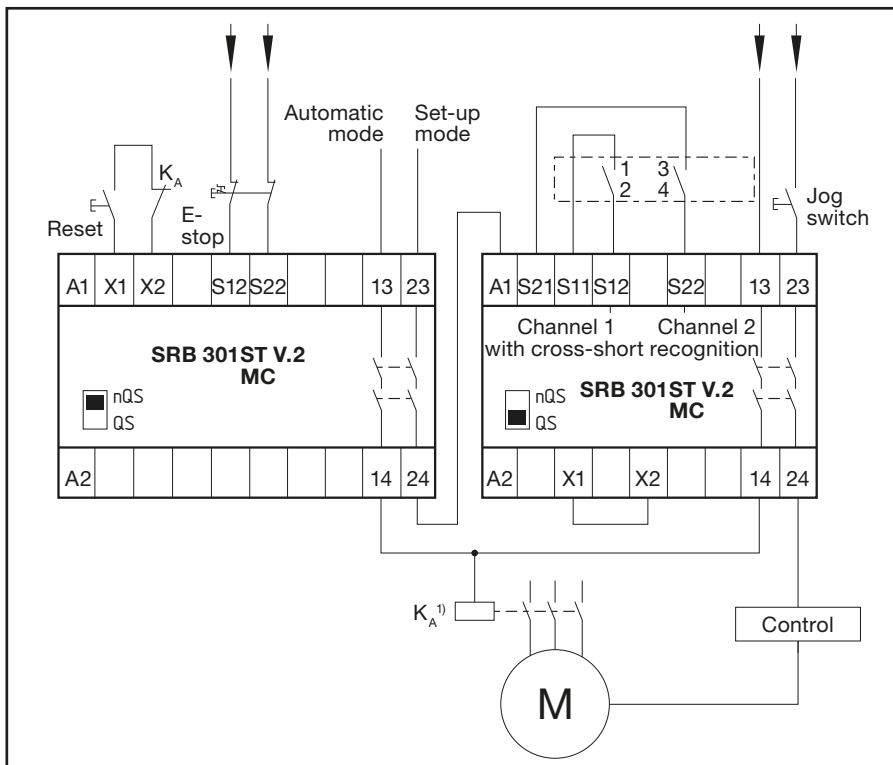 Automatic mode
Set-up mode
K_A
1 3
2 4
Reset
E-stop
Jog switch
A1 X1 X2 S12 S22 13 23
A1 S21 S11 S12 S22 13 23
Channel 1 Channel 2
with cross-short recognition
SRB 301ST V.2
MC
nQS
QS
SRB 301ST V.2
MC
nQS
QS
A2 14 24
A2 X1 X2 14 24
K_A 1)
Control
M